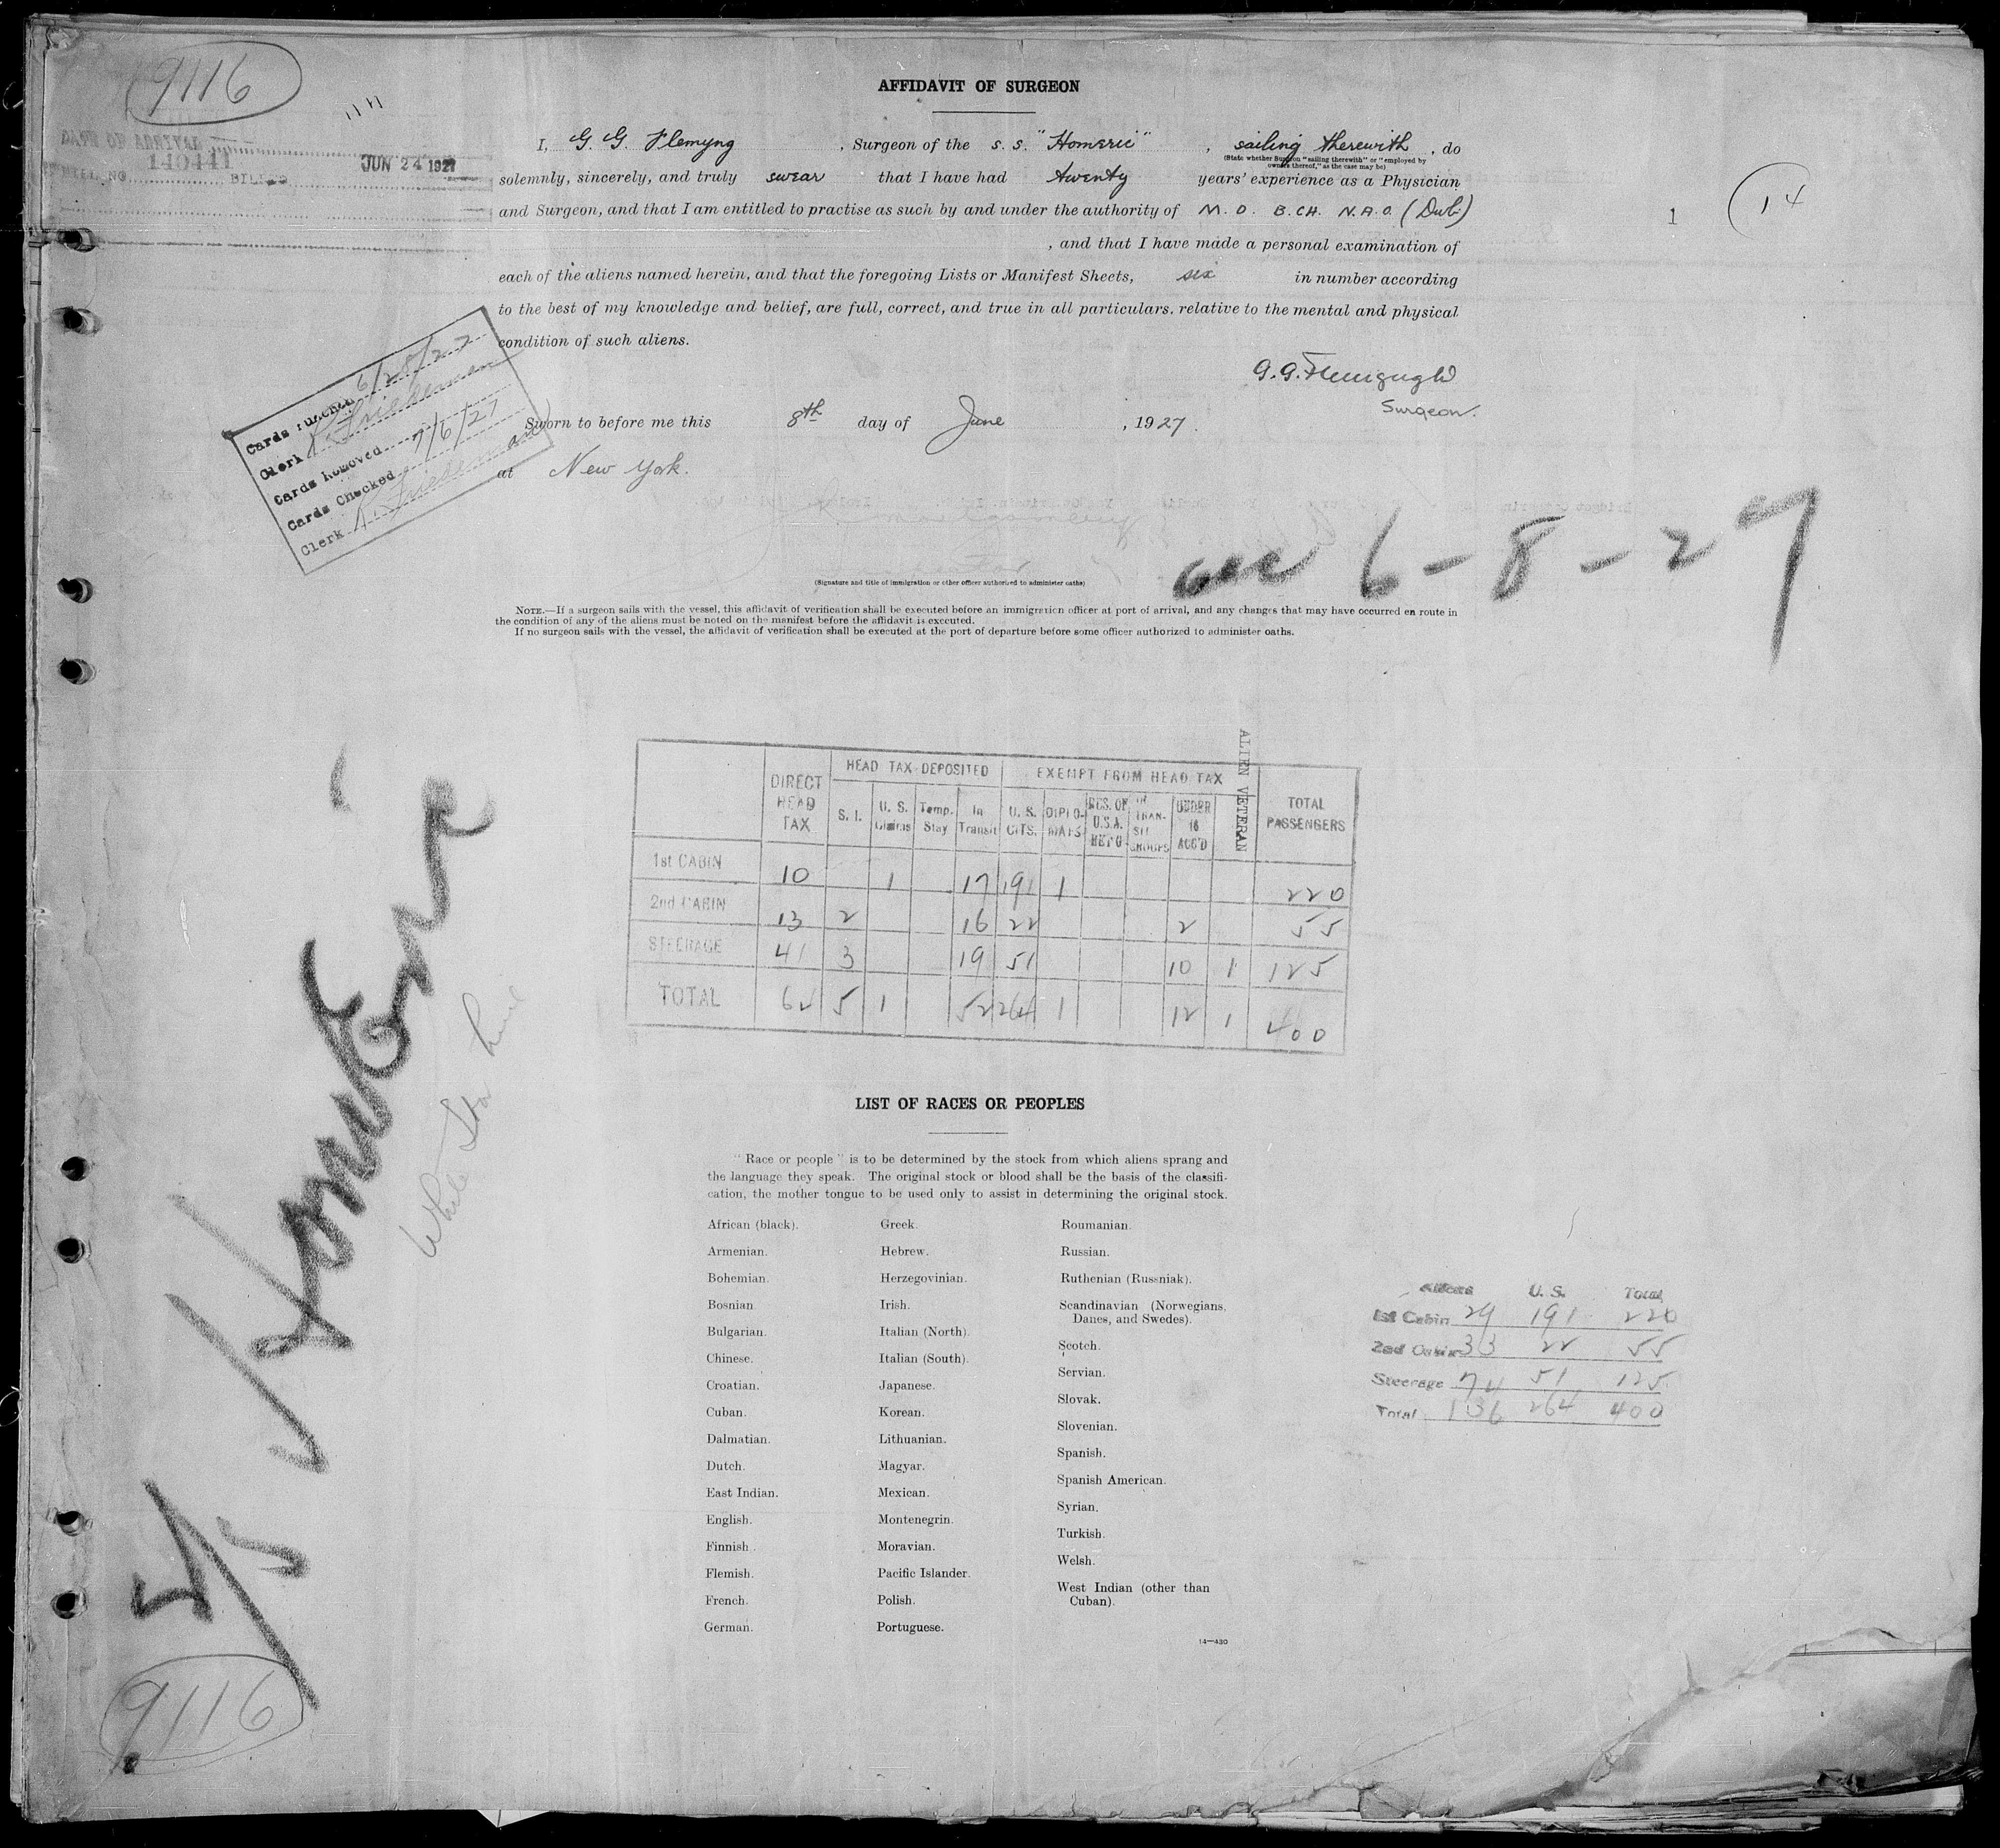 9116
AFFIDAVIT OF SURGEON
I, G. G. Flemyng, Surgeon of the s.s. "Homeric", sailing therewith, do
(State whether Surgeon "sailing therewith" or "employed by owners thereof," as the case may be)
DATE OF ARRIVAL
140441
BILL NO.
JUN 24 1927
solemnly, sincerely, and truly swear that I have had twenty years' experience as a Physician
and Surgeon, and that I am entitled to practise as such by and under the authority of M. D. B. CH. N.A.O. (Dub.)
1
14
, and that I have made a personal examination of
each of the aliens named herein, and that the foregoing Lists or Manifest Sheets, six in number according
to the best of my knowledge and belief, are full, correct, and true in all particulars. relative to the mental and physical
condition of such aliens.
Surgeon.
Cards Punched 6/28/27
Clerk
Cards Removed 7/6/27
Cards Checked
Clerk
Sworn to before me this 8th day of June, 1927.
at New York.
6-8-27
(Signature and title of immigration or other officer authorized to administer oaths)
NOTE.—If a surgeon sails with the vessel, this affidavit of verification shall be executed before an immigration officer at port of arrival, and any changes that may have occurred en route in
the condition of any of the aliens must be noted on the manifest before the affidavit is executed.
If no surgeon sails with the vessel, the affidavit of verification shall be executed at the port of departure before some officer authorized to administer oaths.
DIRECT HEAD TAX
HEAD TAX DEPOSITED
EXEMPT FROM HEAD TAX
ALIEN VETERAN
TOTAL PASSENGERS
S. I. U. S. Claims Temp. Stay In Transit U. S. CITS. DIPLOMATS RES. OF U.S.A. RET'G IN TRANSIT GROUPS UNDER 16 ACC'D
1st CABIN 10 1 17 191 1 220
2nd CABIN 13 2 16 22 2 55
STEERAGE 41 3 19 51 10 1 125
TOTAL 62 5 1 52 264 1 12 1 400
S/S Homeric
White Star Line
LIST OF RACES OR PEOPLES
"Race or people" is to be determined by the stock from which aliens sprang and
the language they speak. The original stock or blood shall be the basis of the classifi-
cation, the mother tongue to be used only to assist in determining the original stock.
African (black).
Armenian.
Bohemian.
Bosnian.
Bulgarian.
Chinese.
Croatian.
Cuban.
Dalmatian.
Dutch.
East Indian.
English.
Finnish.
Flemish.
French.
German.
Greek.
Hebrew.
Herzegovinian.
Irish.
Italian (North).
Italian (South).
Japanese.
Korean.
Lithuanian.
Magyar.
Mexican.
Montenegrin.
Moravian.
Pacific Islander.
Polish.
Portuguese.
Roumanian.
Russian.
Ruthenian (Russniak).
Scandinavian (Norwegians,
Danes, and Swedes).
Scotch.
Servian.
Slovak.
Slovenian.
Spanish.
Spanish American.
Syrian.
Turkish.
Welsh.
West Indian (other than
Cuban).
14—430
Aliens U. S. Total
1st Cabin 29 191 220
2nd Cabin 33 22 55
Steerage 74 51 125
Total 136 264 400
9116